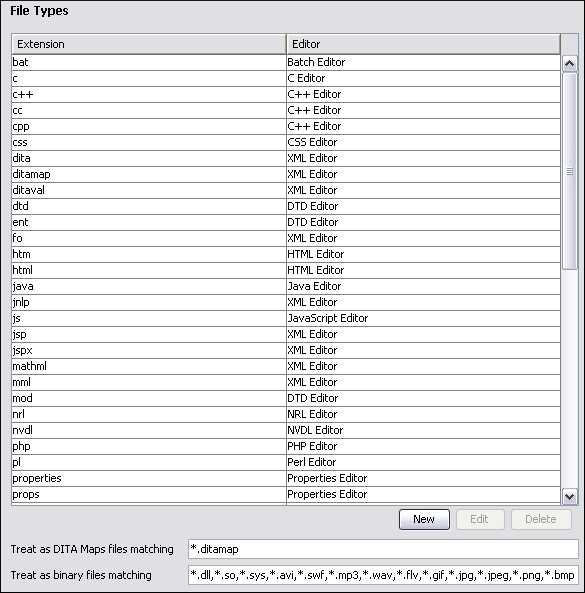 File Types
Extension Editor
bat Batch Editor
c C Editor
c++ C++ Editor
cc C++ Editor
cpp C++ Editor
css CSS Editor
dita XML Editor
ditamap XML Editor
ditaval XML Editor
dtd DTD Editor
ent DTD Editor
fo XML Editor
htm HTML Editor
html HTML Editor
java Java Editor
jnlp XML Editor
js JavaScript Editor
jsp XML Editor
jspx XML Editor
mathml XML Editor
mml XML Editor
mod DTD Editor
nrl NRL Editor
nvdl NVDL Editor
php PHP Editor
pl Perl Editor
properties Properties Editor
props Properties Editor
New Edit Delete
Treat as DITA Maps files matching *.ditamap
Treat as binary files matching *.dll,*.so,*.sys,*.avi,*.swf,*.mp3,*.wav,*.flv,*.gif,*.jpg,*.jpeg,*.png,*.bmp